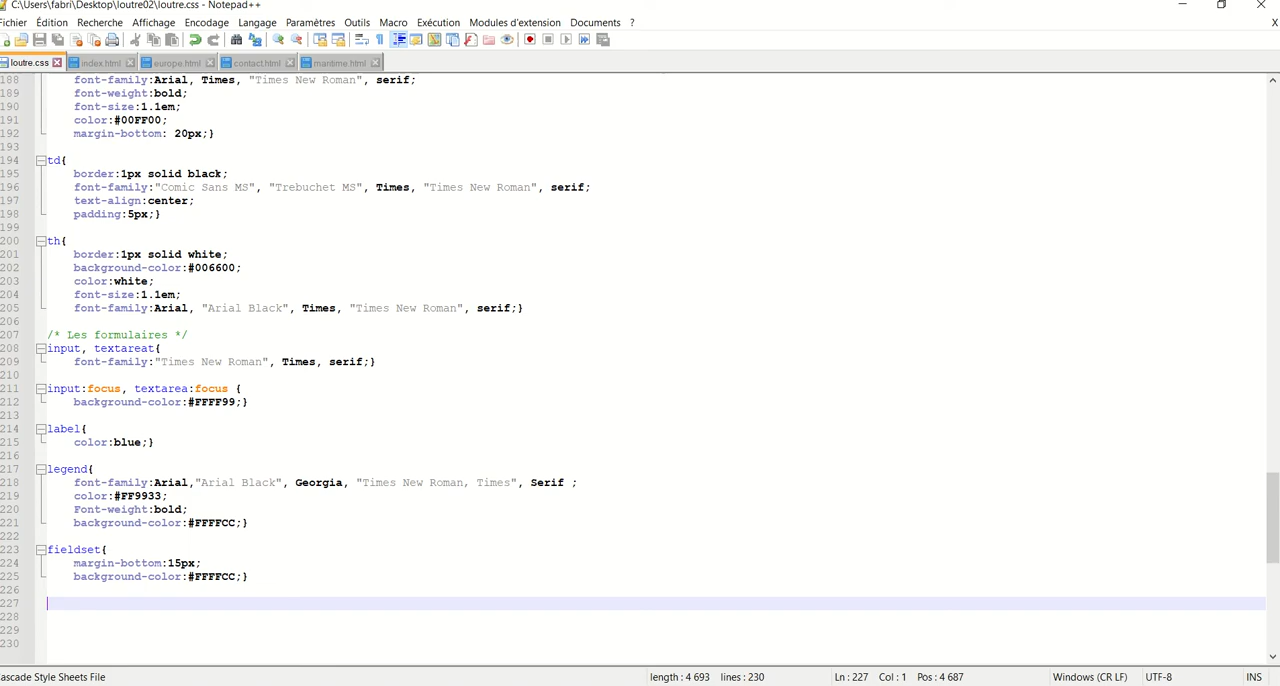 C:\Users\fabri\Desktop\loutre02\loutre.css - Notepad++
Fichier Édition Recherche Affichage Encodage Langage Paramètres Outils Macro Exécution Modules d'extension Documents ? X
loutre.css index.html europe.html contact.html maritime.html
188 font-family:Arial, Times, "Times New Roman", serif;
189 font-weight:bold;
190 font-size:1.1em;
191 color:#00FF00;
192 margin-bottom: 20px;}
193
194 td{
195 border:1px solid black;
196 font-family:"Comic Sans MS", "Trebuchet MS", Times, "Times New Roman", serif;
197 text-align:center;
198 padding:5px;}
199
200 th{
201 border:1px solid white;
202 background-color:#006600;
203 color:white;
204 font-size:1.1em;
205 font-family:Arial, "Arial Black", Times, "Times New Roman", serif;}
206
207 /* Les formulaires */
208 input, textareat{
209 font-family:"Times New Roman", Times, serif;}
210
211 input:focus, textarea:focus {
212 background-color:#FFFF99;}
213
214 label{
215 color:blue;}
216
217 legend{
218 font-family:Arial,"Arial Black", Georgia, "Times New Roman, Times", Serif ;
219 color:#FF9933;
220 Font-weight:bold;
221 background-color:#FFFFCC;}
222
223 fieldset{
224 margin-bottom:15px;
225 background-color:#FFFFCC;}
226
227
228
229
230
ascade Style Sheets File length : 4 693 lines : 230 Ln : 227 Col : 1 Pos : 4 687 Windows (CR LF) UTF-8 INS